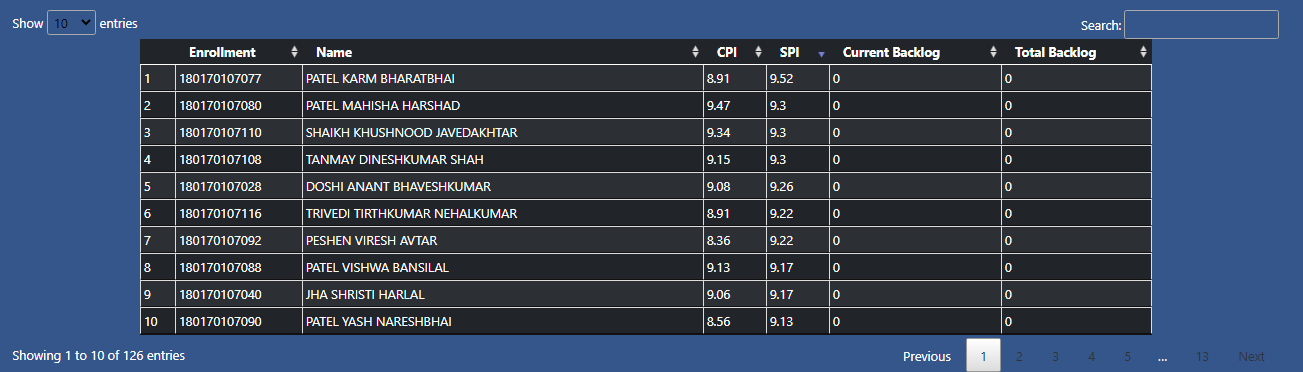 Show 10 entries Search:
Enrollment Name CPI SPI Current Backlog Total Backlog
1 180170107077 PATEL KARM BHARATBHAI 8.91 9.52 0 0
2 180170107080 PATEL MAHISHA HARSHAD 9.47 9.3 0 0
3 180170107110 SHAIKH KHUSHNOOD JAVEDAKHTAR 9.34 9.3 0 0
4 180170107108 TANMAY DINESHKUMAR SHAH 9.15 9.3 0 0
5 180170107028 DOSHI ANANT BHAVESHKUMAR 9.08 9.26 0 0
6 180170107116 TRIVEDI TIRTHKUMAR NEHALKUMAR 8.91 9.22 0 0
7 180170107092 PESHEN VIRESH AVTAR 8.36 9.22 0 0
8 180170107088 PATEL VISHWA BANSILAL 9.13 9.17 0 0
9 180170107040 JHA SHRISTI HARLAL 9.06 9.17 0 0
10 180170107090 PATEL YASH NARESHBHAI 8.56 9.13 0 0
Showing 1 to 10 of 126 entries Previous 1 2 3 4 5 ... 13 Next